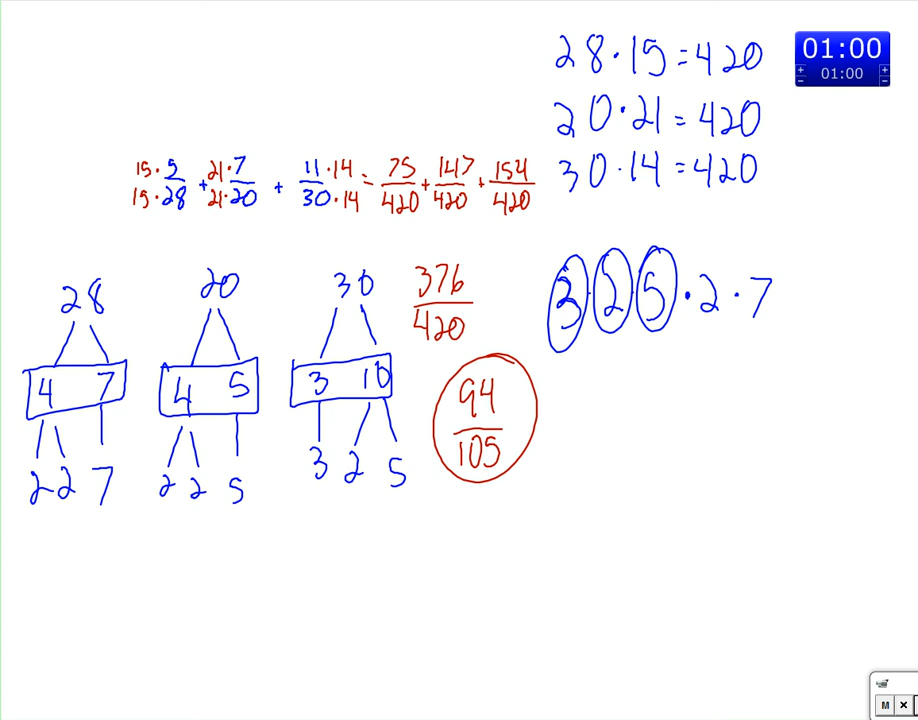 28·15=420
01:00
01:00
20·21=420
30·14=420
15·5/15·28 + 21·7/21·20 + 11·14/30·14 = 75/420 + 147/420 + 154/420
28 20 30 376/420
3·2·5·2·7
4 7 4 5 3 10 94/105
2 2 7 2 2 5 3 2 5
M ×